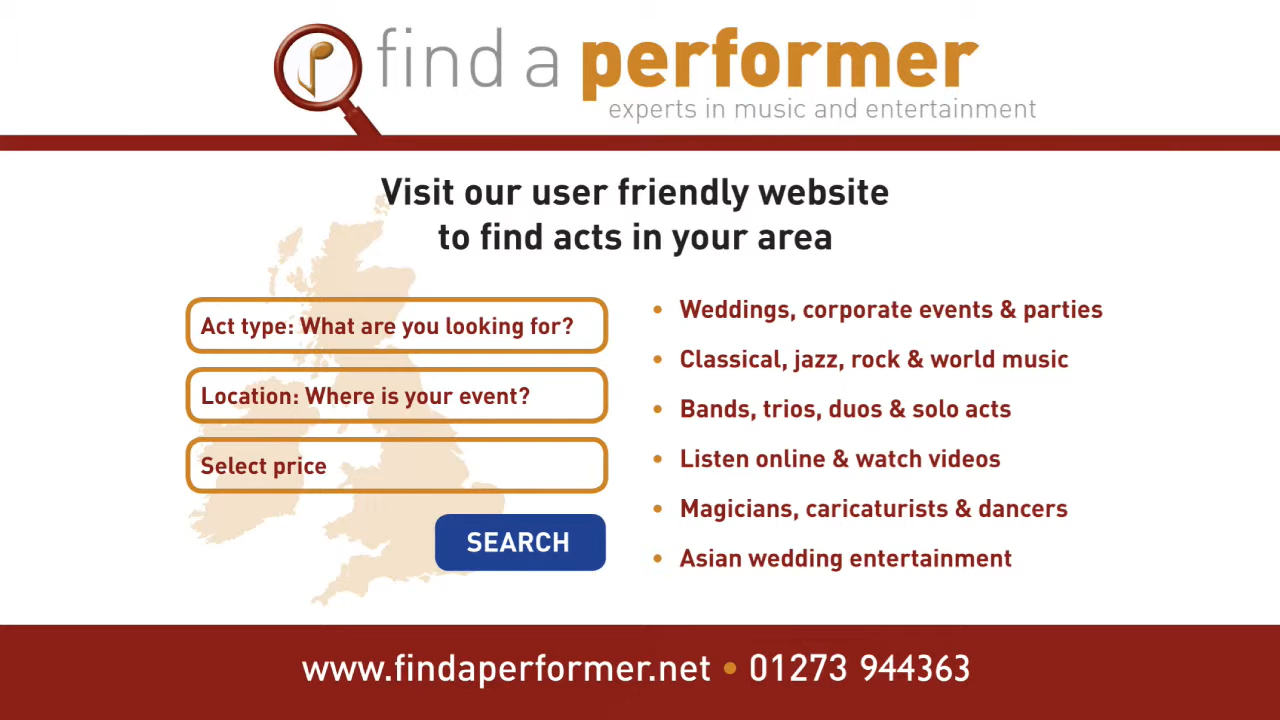 find a performer
experts in music and entertainment
Visit our user friendly website
to find acts in your area
Act type: What are you looking for?
Location: Where is your event?
Select price
SEARCH
• Weddings, corporate events & parties
• Classical, jazz, rock & world music
• Bands, trios, duos & solo acts
• Listen online & watch videos
• Magicians, caricaturists & dancers
• Asian wedding entertainment
www.findaperformer.net • 01273 944363